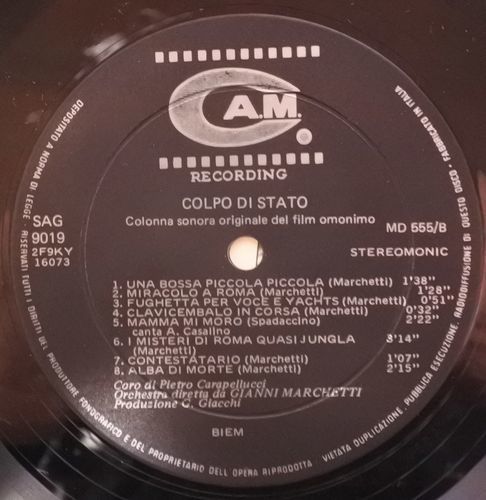 C.A.M.
RECORDING
COLPO DI STATO
Colonna sonora originale del film omonimo
SAG
9019
2F9KY
16073
MD 555/B
STEREOMONIC
1. UNA BOSSA PICCOLA PICCOLA (Marchetti) 1'38"
2. MIRACOLO A ROMA (Marchetti) 1'28"
3. FUGHETTA PER VOCE E YACHTS (Marchetti) 0'51"
4. CLAVICEMBALO IN CORSA (Marchetti) 0'32"
5. MAMMA MI MORO (Spadaccino) 2'22"
canta A. Casalino
6. I MISTERI DI ROMA QUASI JUNGLA 3'14"
(Marchetti)
7. CONTESTATARIO (Marchetti) 1'07"
8. ALBA DI MORTE (Marchetti) 2'15"
Coro di Pietro Carapellucci
Orchestra diretta da GIANNI MARCHETTI
Produzione G. Giacchi
BIEM
DEPOSITATO A NORMA DI LEGGE - RISERVATI TUTTI I DIRITTI DEL PRODUTTORE FONOGRAFICO E DEL PROPRIETARIO DELL'OPERA RIPRODOTTA - VIETATA DUPLICAZIONE, PUBBLICA ESECUZIONE, RADIODIFFUSIONE DI QUESTO DISCO - FABBRICATO IN ITALIA